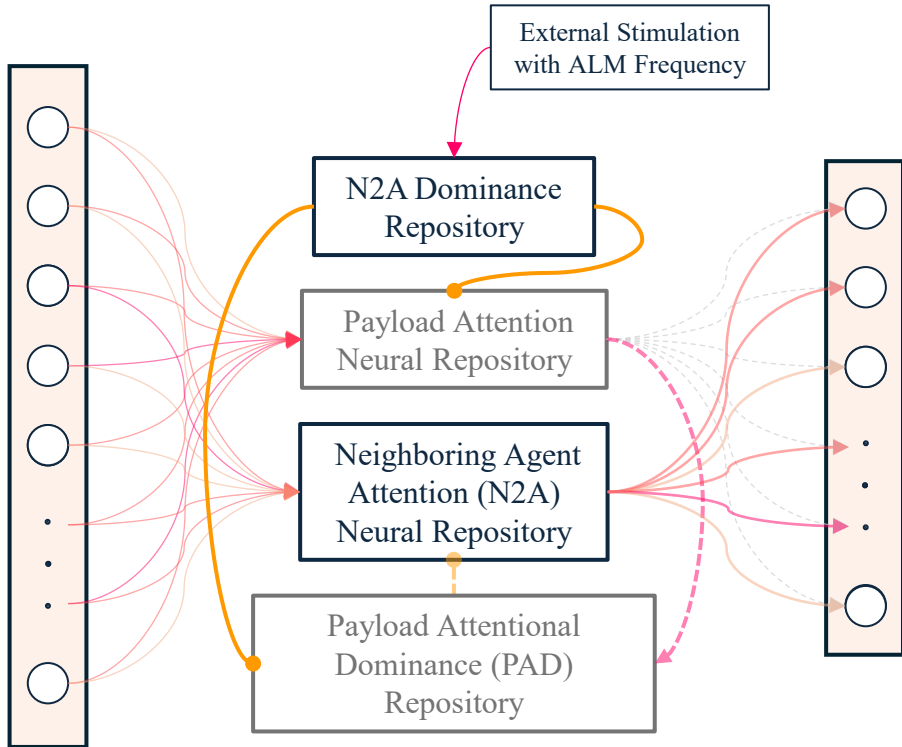 External Stimulation
with ALM Frequency
N2A Dominance
Repository
Payload Attention
Neural Repository
Neighboring Agent
Attention (N2A)
Neural Repository
Payload Attentional
Dominance (PAD)
Repository